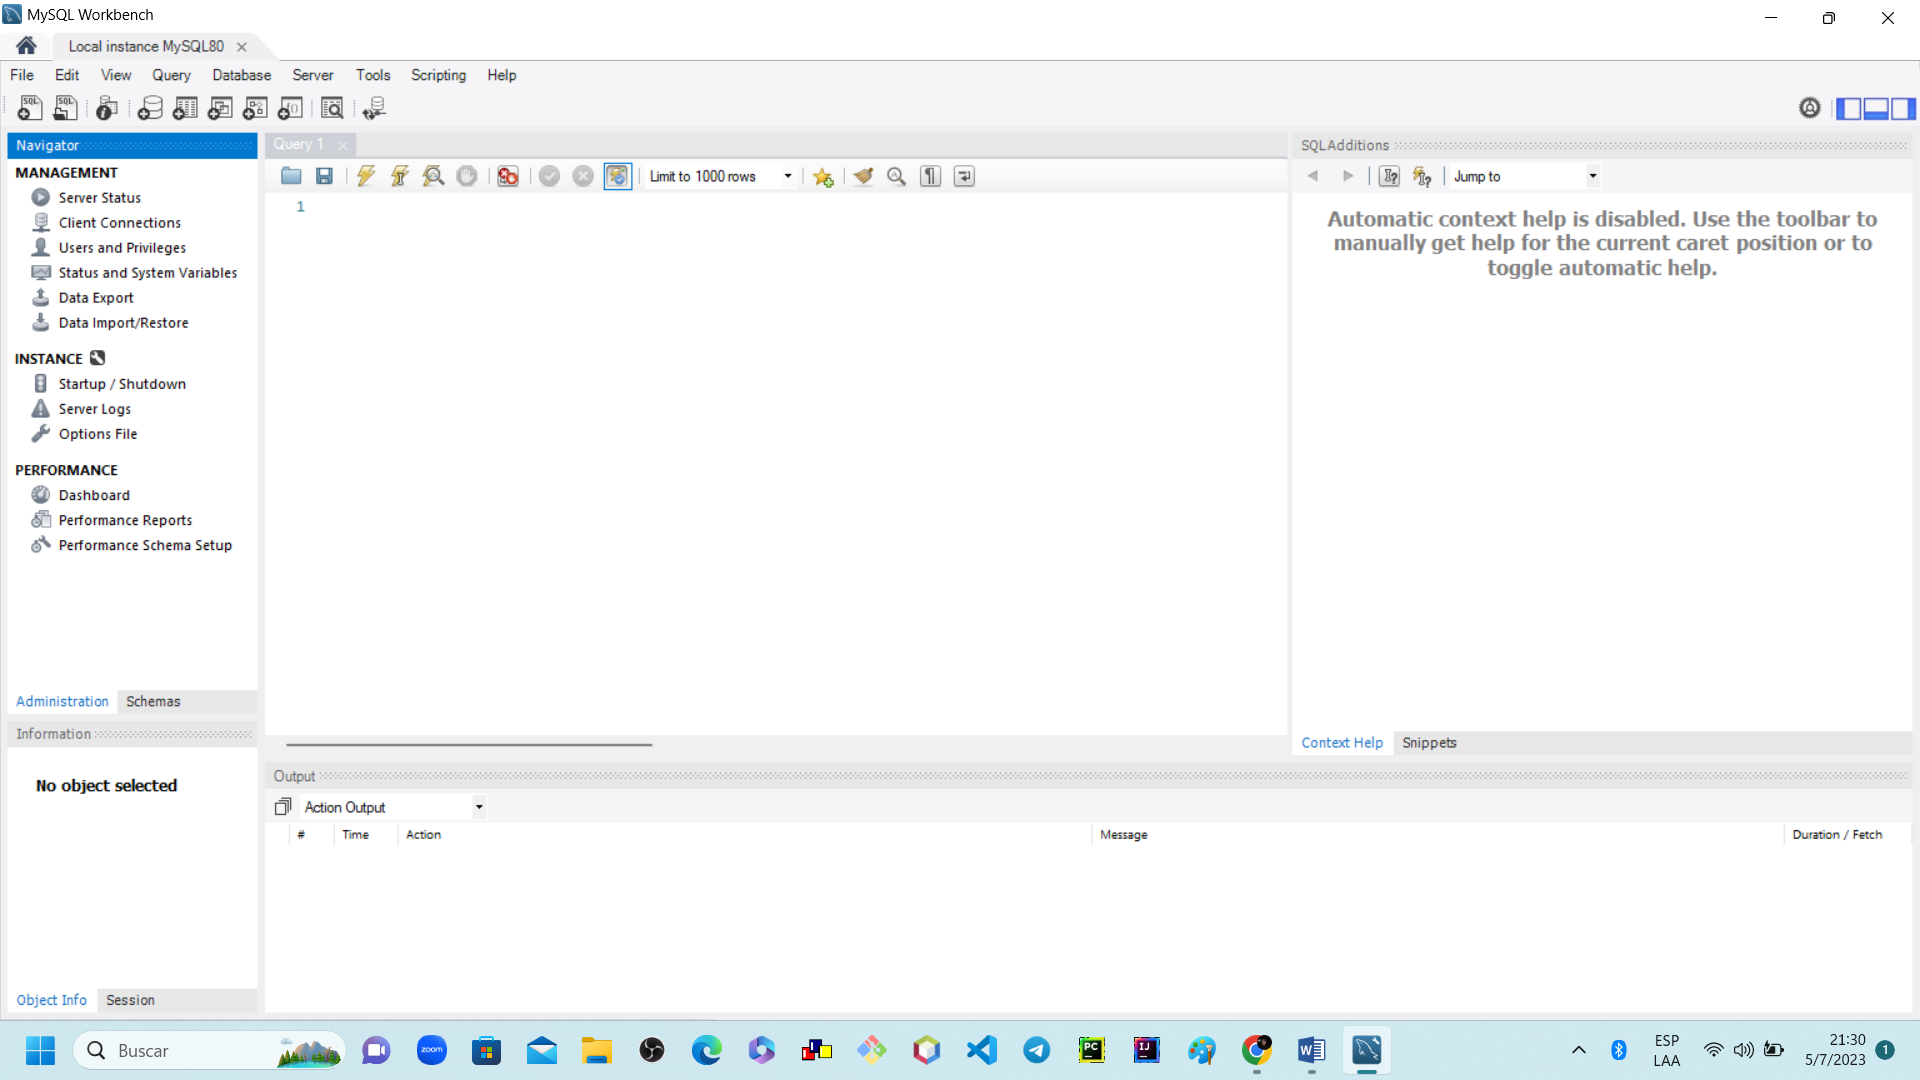 MySQL Workbench
Local instance MySQL80
File Edit View Query Database Server Tools Scripting Help
SQL SQL
Navigator
MANAGEMENT
Server Status
Client Connections
Users and Privileges
Status and System Variables
Data Export
Data Import/Restore
INSTANCE
Startup / Shutdown
Server Logs
Options File
PERFORMANCE
Dashboard
Performance Reports
Performance Schema Setup
Administration Schemas
Information
No object selected
Object Info Session
Query 1
Limit to 1000 rows
1
SQLAdditions
Jump to
Automatic context help is disabled. Use the toolbar to
manually get help for the current caret position or to
toggle automatic help.
Context Help Snippets
Output
Action Output
# Time Action Message Duration / Fetch
Buscar
zoom
PC
IJ
W
ESP
LAA
21:30
5/7/2023
1